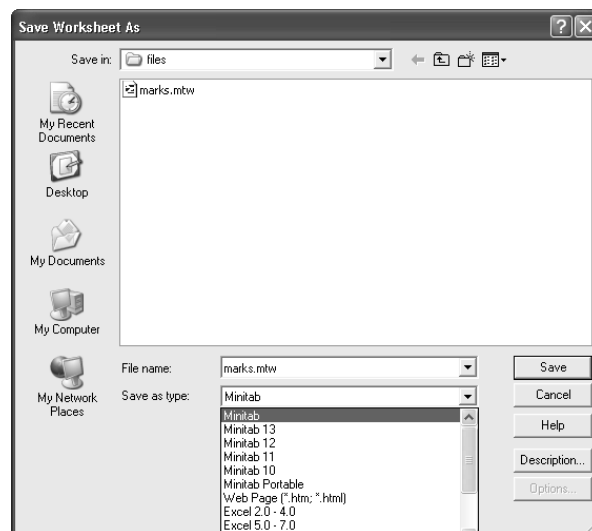 Save Worksheet As
Save in:
files
marks.mtw
My Recent
Documents
Desktop
My Documents
My Computer
My Network
Places
File name:
marks.mtw
Save
Save as type:
Minitab
Cancel
Minitab
Minitab 13
Minitab 12
Minitab 11
Minitab 10
Minitab Portable
Web Page (*.htm; *.html)
Excel 2.0 - 4.0
Excel 5.0 - 7.0
Help
Description...
Options...